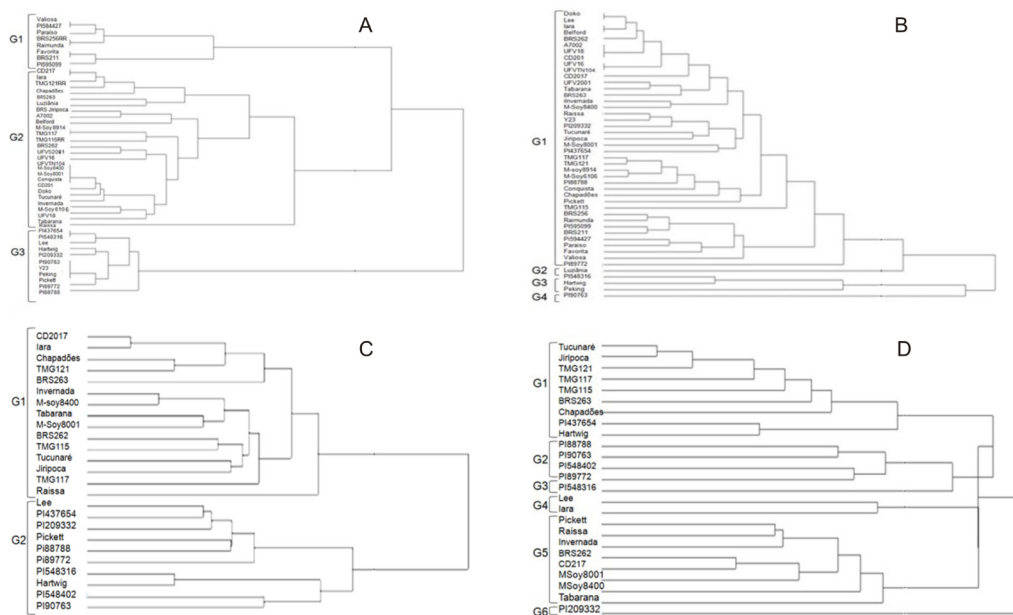 A
G1
Valiosa
PI584427
Paraíso
BRS256RR
Raimunda
Favorita
BRS211
PI595099
G2
CD217
Iara
TMG121RR
Chapadões
BRS263
Luziânia
BRS Jiripoca
A7002
Belford
M-Soy 8914
TMG117
TMG115RR
BRS262
UFVS2001
UFV16
UFVTN104
M-Soy8400
M-Soy8001
Conquista
CD201
Doko
Tucunaré
Invernada
M-Soy 6106
UFV18
Tabarana
Raissa
G3
PI437654
PI548316
Lee
Hartwig
PI209332
PI90763
Y23
Peking
Pickett
PI89772
PI88788
B
G1
Doko
Lee
Iara
Belford
BRS262
A7002
UFV18
CD201
UFV16
UFVTN104
CD2017
UFV2001
Tabarana
BRS263
Invernada
M-Soy8400
Raissa
Y23
PI209332
Tucunaré
Jiripoca
M-Soy8001
PI437654
TMG117
TMG121
M-soy8914
M-Soy6106
PI88788
Conquista
Chapadões
Pickett
TMG115
BRS256
Raimunda
PI595099
BRS211
PI594427
Paraiso
Favorita
Valiosa
PI89772
G2
Luziânia
G3
PI548316
Hartwig
Peking
G4
PI90763
C
G1
CD2017
Iara
Chapadões
TMG121
BRS263
Invernada
M-soy8400
Tabarana
M-Soy8001
BRS262
TMG115
Tucunaré
Jiripoca
TMG117
Raissa
G2
Lee
PI437654
PI209332
Pickett
Pi88788
Pi89772
PI548316
Hartwig
PI548402
PI90763
D
G1
Tucunaré
Jiripoca
TMG121
TMG117
TMG115
BRS263
Chapadões
PI437654
Hartwig
G2
PI88788
PI90763
PI548402
PI89772
G3
PI548316
G4
Lee
Iara
G5
Pickett
Raissa
Invernada
BRS262
CD217
MSoy8001
MSoy8400
Tabarana
G6
PI209332